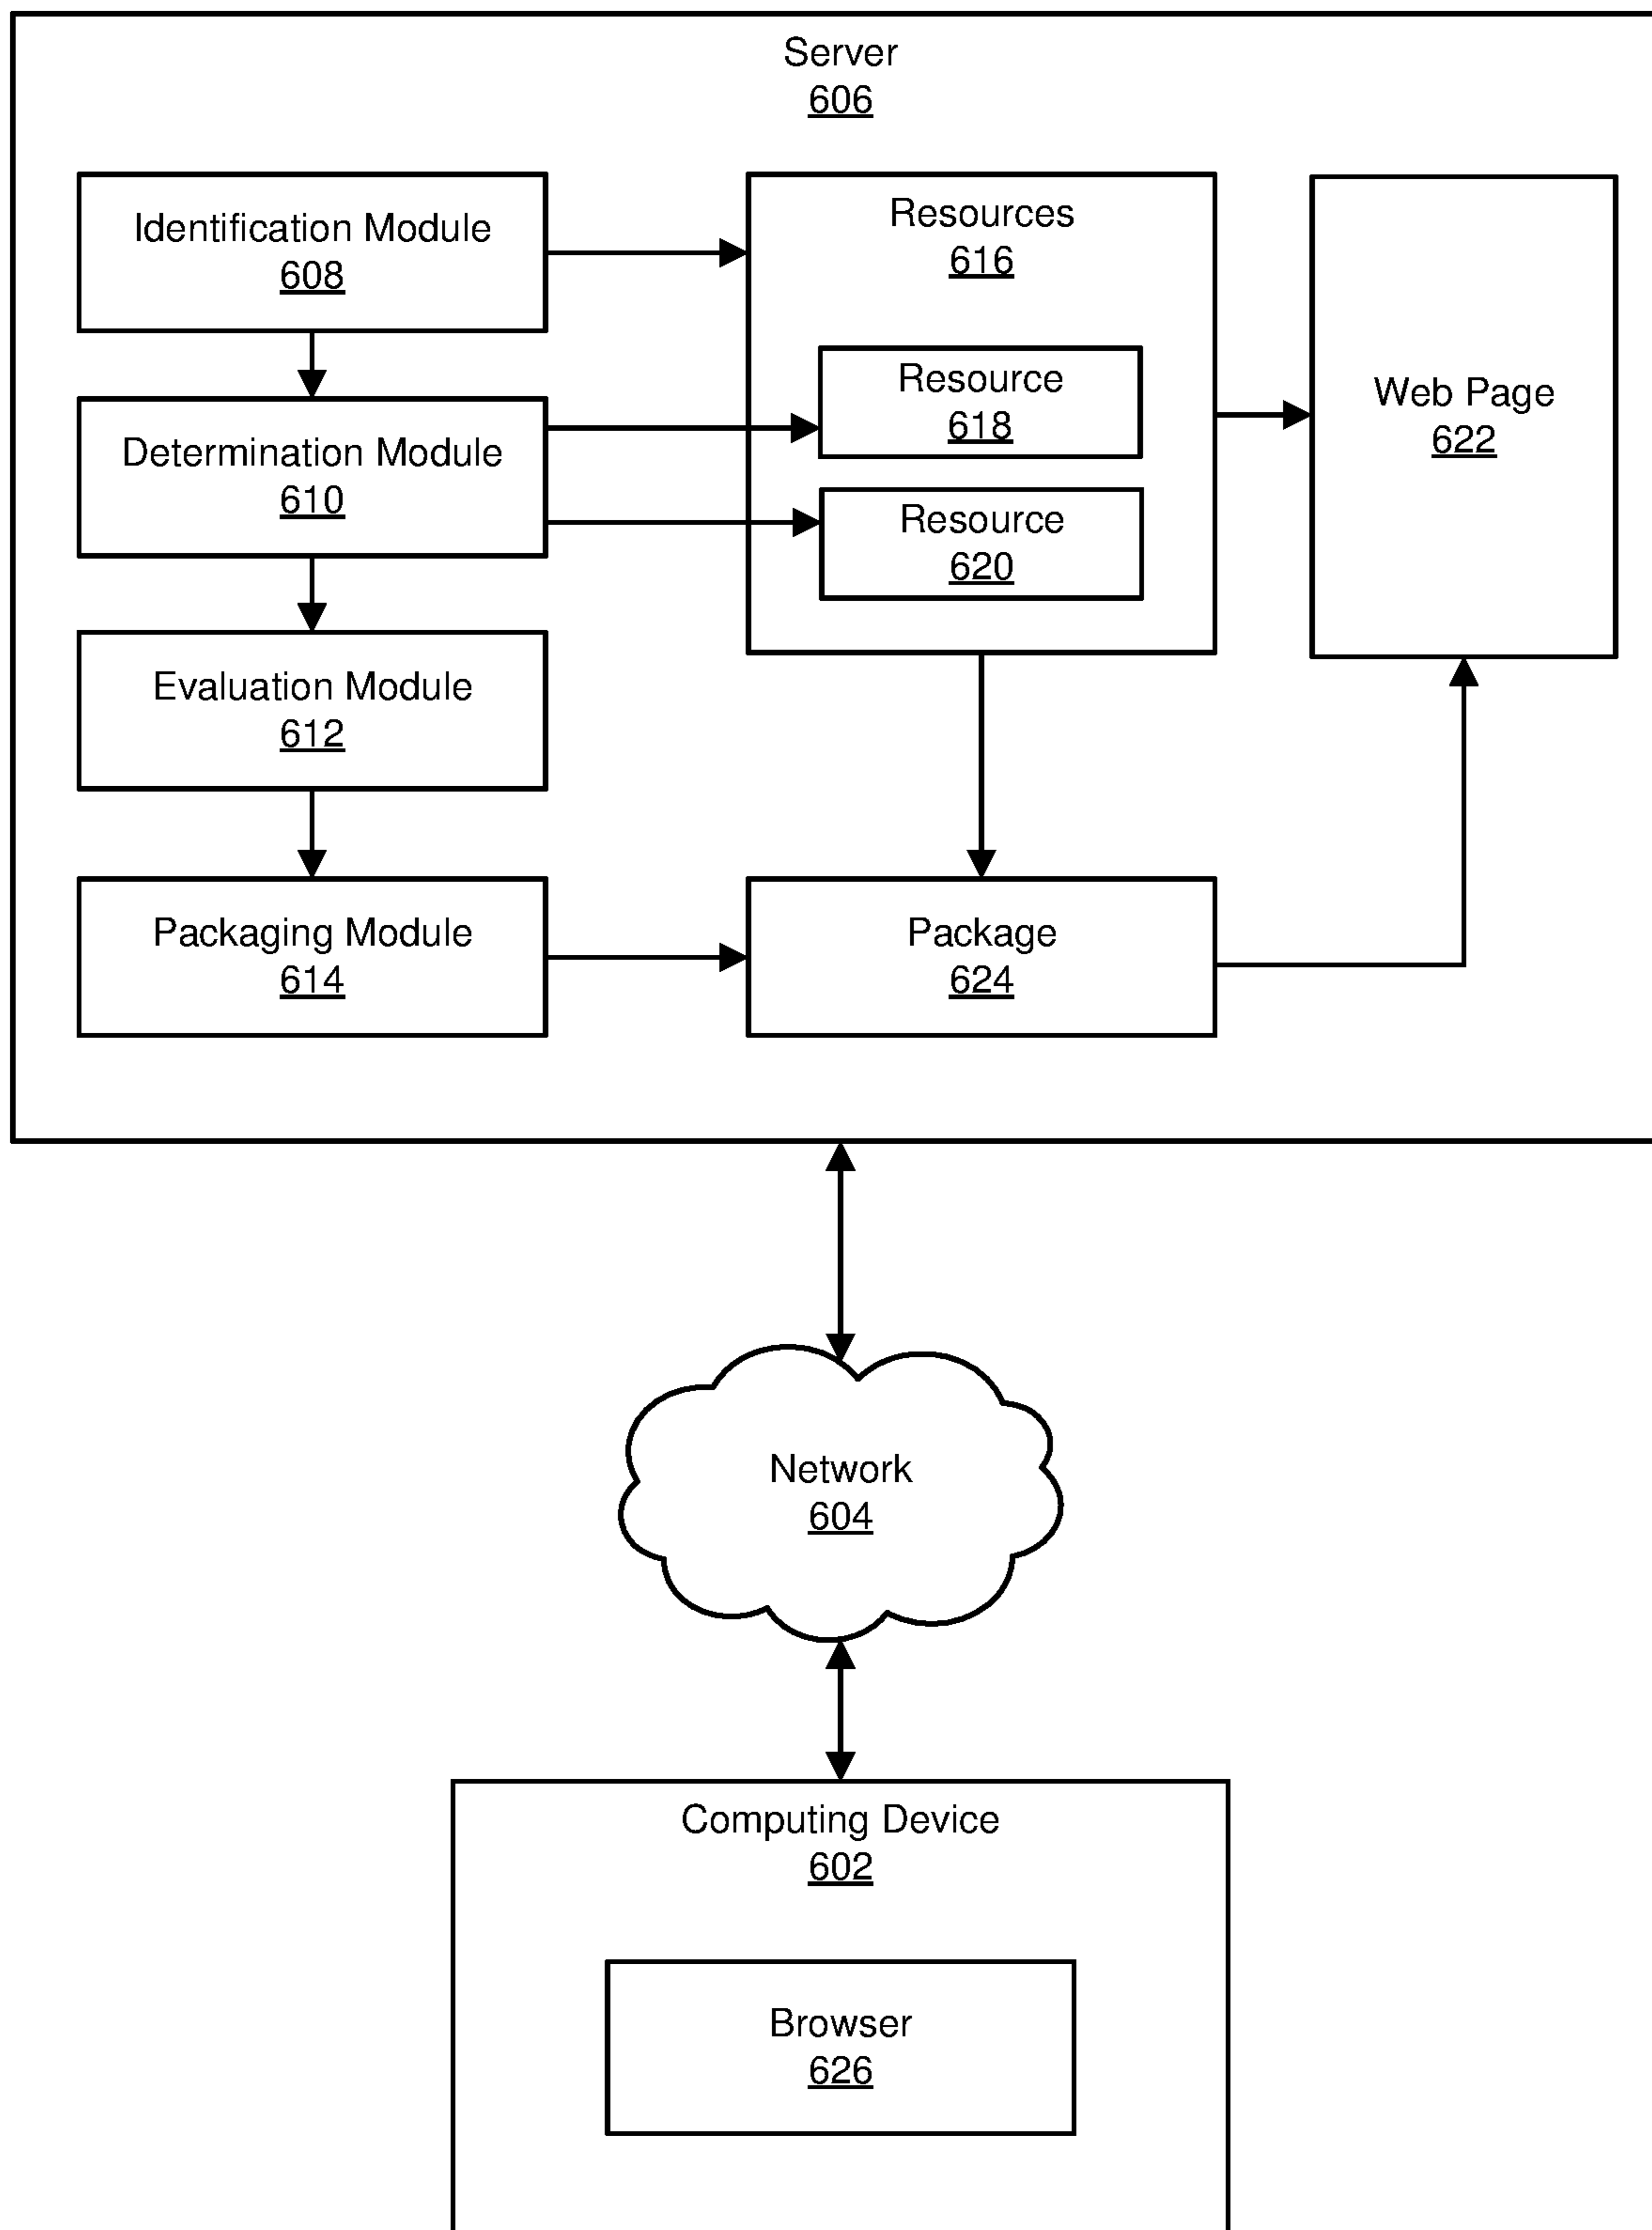 Server
606
Identification Module
608
Resources
616
Resource
618
Web Page
622
Determination Module
610
Resource
620
Evaluation Module
612
Packaging Module
614
Package
624
Network
604
Computing Device
602
Browser
626